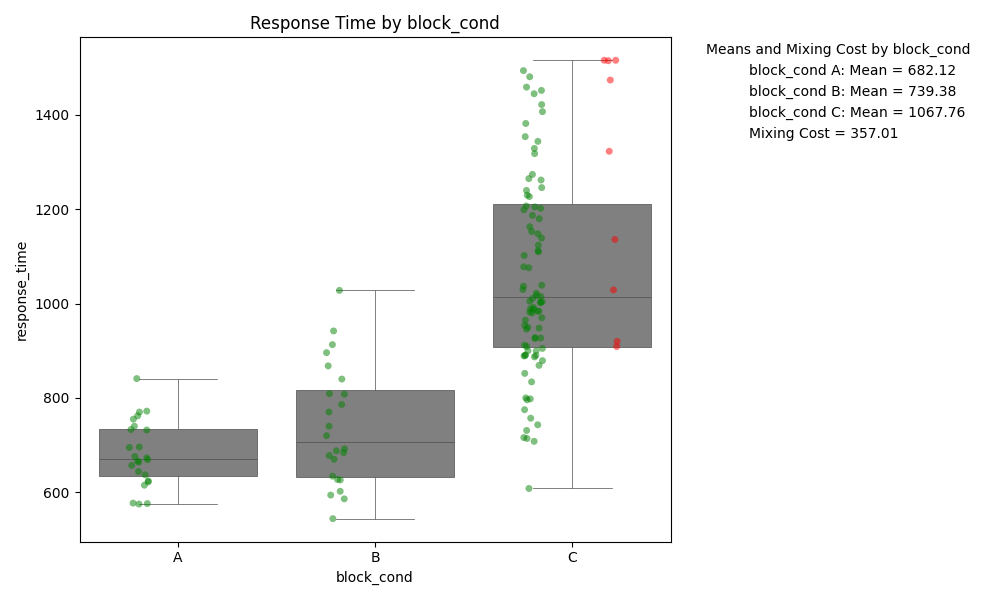 Response Time by block_cond
Means and Mixing Cost by block_cond
block_cond A: Mean = 682.12
block_cond B: Mean = 739.38
block_cond C: Mean = 1067.76
Mixing Cost = 357.01
response_time
1400
1200
1000
800
600
A
B
C
block_cond